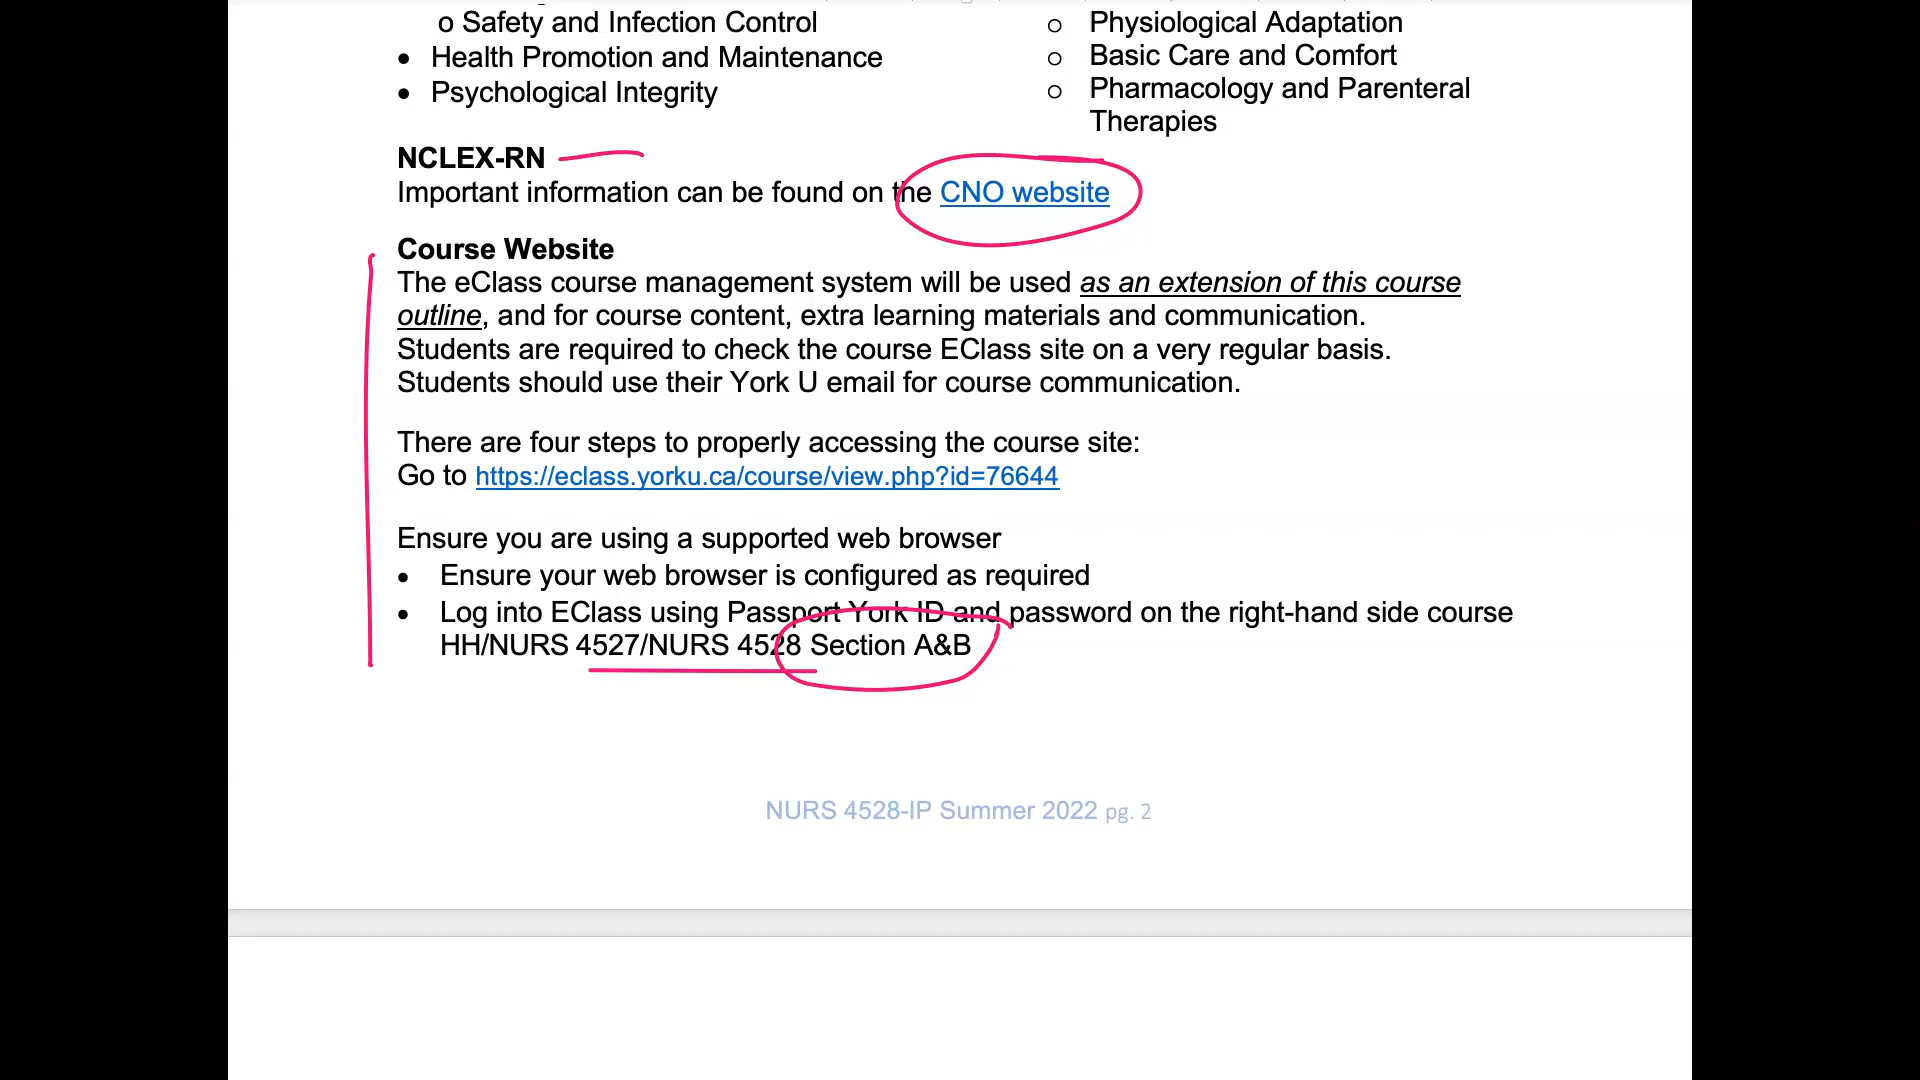 o Safety and Infection Control
• Health Promotion and Maintenance
• Psychological Integrity
o Physiological Adaptation
o Basic Care and Comfort
o Pharmacology and Parenteral
Therapies
NCLEX-RN
Important information can be found on the CNO website
Course Website
The eClass course management system will be used as an extension of this course
outline, and for course content, extra learning materials and communication.
Students are required to check the course EClass site on a very regular basis.
Students should use their York U email for course communication.
There are four steps to properly accessing the course site:
Go to https://eclass.yorku.ca/course/view.php?id=76644
Ensure you are using a supported web browser
• Ensure your web browser is configured as required
• Log into EClass using Passport York ID and password on the right-hand side course
HH/NURS 4527/NURS 4528 Section A&B
NURS 4528-IP Summer 2022 pg. 2